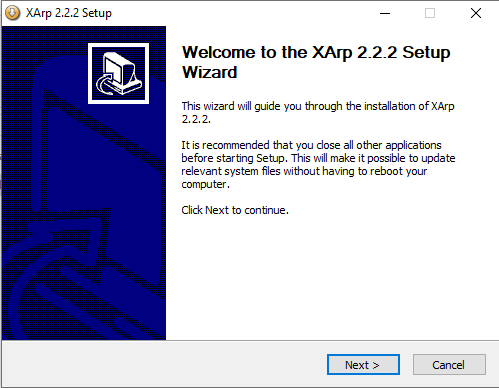 XArp 2.2.2 Setup
Welcome to the XArp 2.2.2 Setup
Wizard
This wizard will guide you through the installation of XArp
2.2.2.
It is recommended that you close all other applications
before starting Setup. This will make it possible to update
relevant system files without having to reboot your
computer.
Click Next to continue.
Next >
Cancel